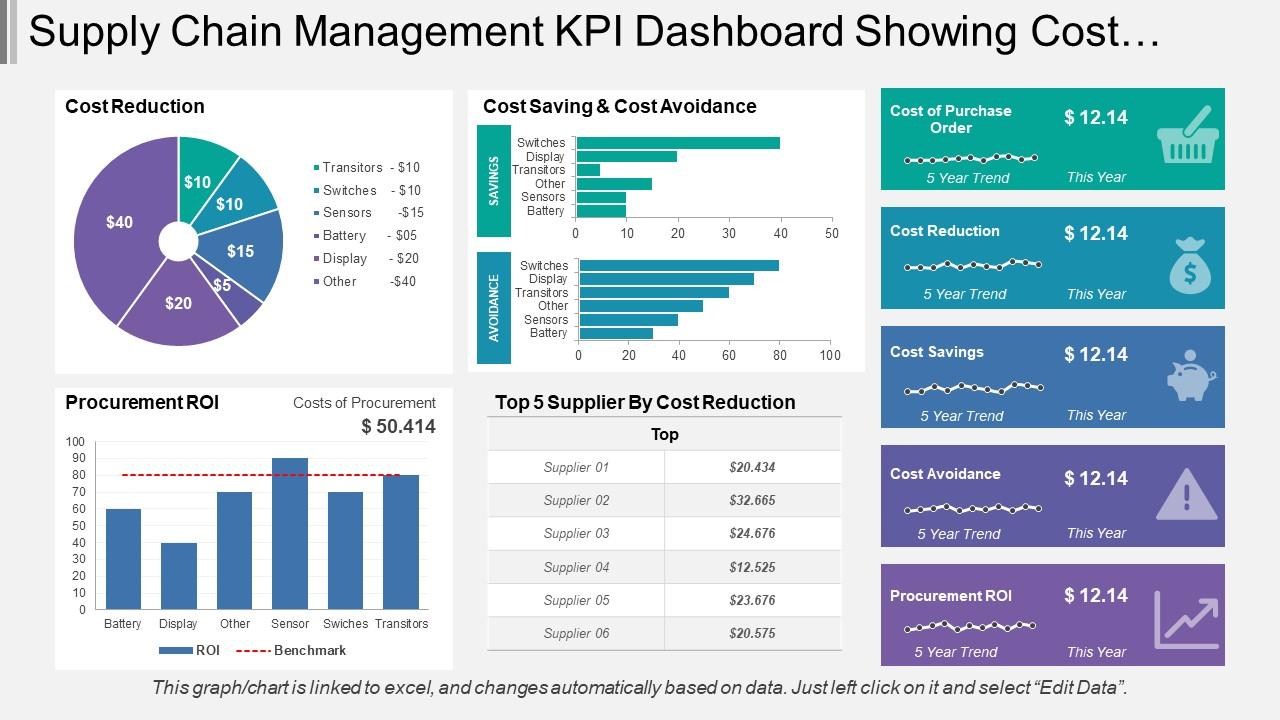 Supply Chain Management KPI Dashboard Showing Cost…
Cost Reduction
$10
$10
$15
$5
$20
$40
Transitors - $10
Switches - $10
Sensors -$15
Battery - $05
Display - $20
Other -$40
Cost Saving & Cost Avoidance
SAVINGS
Switches
Display
Transitors
Other
Sensors
Battery
0 10 20 30 40 50
AVOIDANCE
Switches
Display
Transitors
Other
Sensors
Battery
0 20 40 60 80 100
Procurement ROI
Costs of Procurement
$ 50.414
100
90
80
70
60
50
40
30
20
10
0
Battery Display Other Sensor Swiches Transitors
ROI Benchmark
Top 5 Supplier By Cost Reduction
Top
Supplier 01 $20.434
Supplier 02 $32.665
Supplier 03 $24.676
Supplier 04 $12.525
Supplier 05 $23.676
Supplier 06 $20.575
Cost of Purchase
Order
$ 12.14
5 Year Trend This Year
Cost Reduction $ 12.14
5 Year Trend This Year
Cost Savings $ 12.14
5 Year Trend This Year
Cost Avoidance $ 12.14
5 Year Trend This Year
Procurement ROI $ 12.14
5 Year Trend This Year
This graph/chart is linked to excel, and changes automatically based on data. Just left click on it and select “Edit Data”.